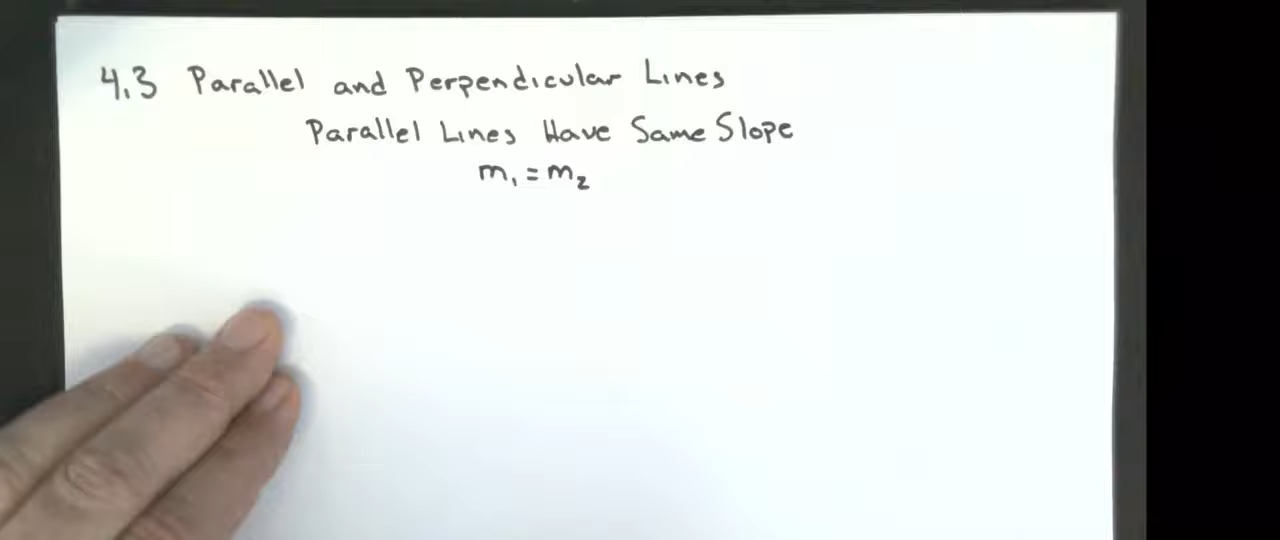 4.3 Parallel and Perpendicular Lines
Parallel Lines Have Same Slope
m₁ = m₂